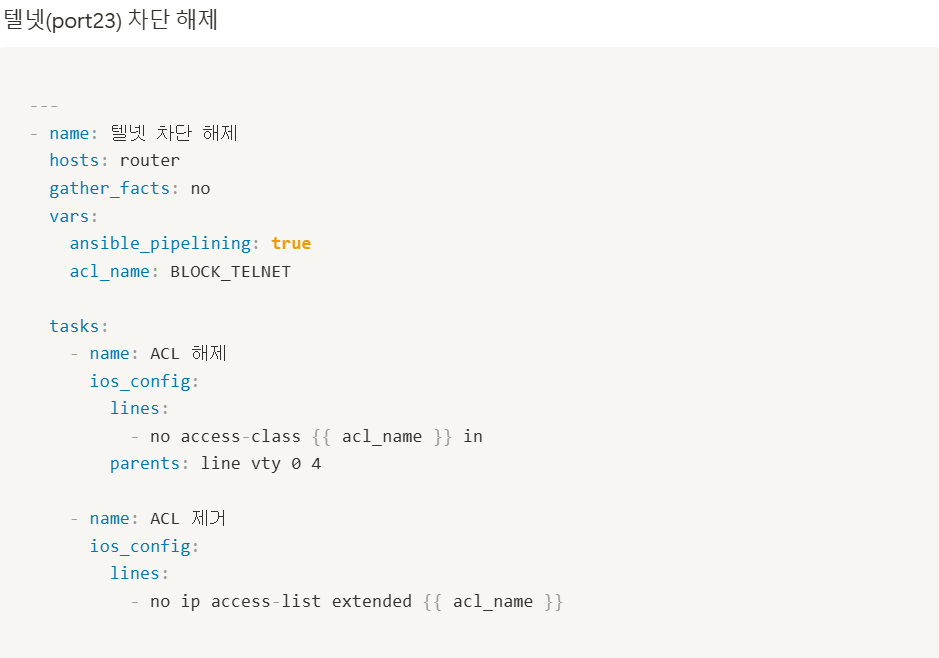 텔넷(port23) 차단 해제
---
- name: 텔넷 차단 해제
  hosts: router
  gather_facts: no
  vars:
    ansible_pipelining: true
    acl_name: BLOCK_TELNET

  tasks:
    - name: ACL 해제
      ios_config:
        lines:
          - no access-class {{ acl_name }} in
        parents: line vty 0 4

    - name: ACL 제거
      ios_config:
        lines:
          - no ip access-list extended {{ acl_name }}